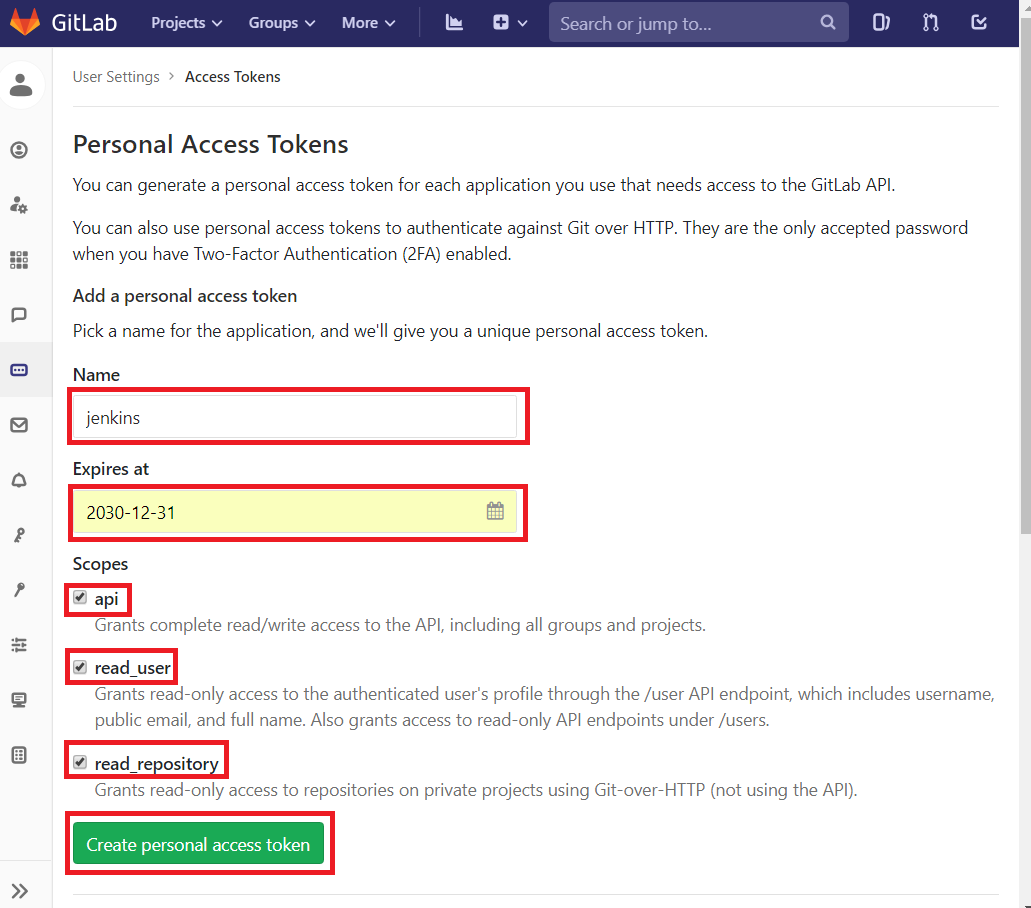 GitLab Projects Groups More Search or jump to...
User Settings > Access Tokens
Personal Access Tokens
You can generate a personal access token for each application you use that needs access to the GitLab API.
You can also use personal access tokens to authenticate against Git over HTTP. They are the only accepted password
when you have Two-Factor Authentication (2FA) enabled.
Add a personal access token
Pick a name for the application, and we'll give you a unique personal access token.
Name
jenkins
Expires at
2030-12-31
Scopes
api
Grants complete read/write access to the API, including all groups and projects.
read_user
Grants read-only access to the authenticated user's profile through the /user API endpoint, which includes username,
public email, and full name. Also grants access to read-only API endpoints under /users.
read_repository
Grants read-only access to repositories on private projects using Git-over-HTTP (not using the API).
Create personal access token